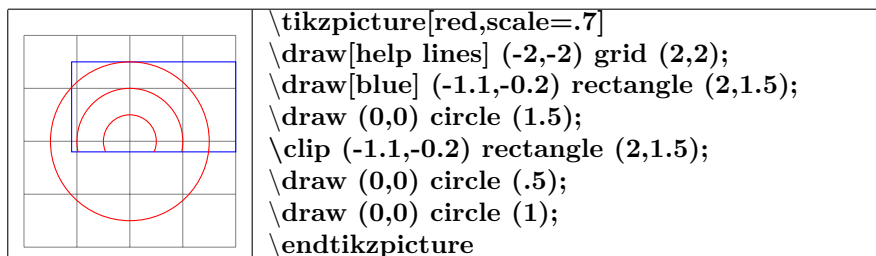 \tikzpicture[red,scale=.7]
\draw[help lines] (-2,-2) grid (2,2);
\draw[blue] (-1.1,-0.2) rectangle (2,1.5);
\draw (0,0) circle (1.5);
\clip (-1.1,-0.2) rectangle (2,1.5);
\draw (0,0) circle (.5);
\draw (0,0) circle (1);
\endtikzpicture